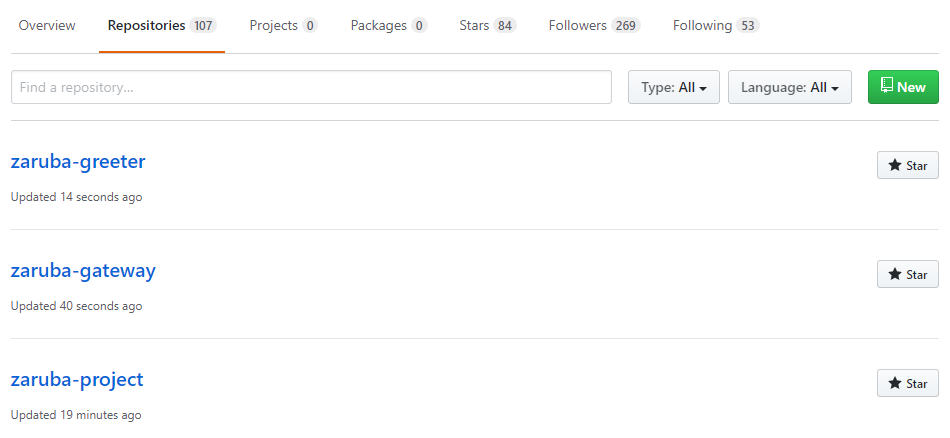 Overview Repositories 107 Projects 0 Packages 0 Stars 84 Followers 269 Following 53
Find a repository... Type: All Language: All New
zaruba-greeter Star
Updated 14 seconds ago
zaruba-gateway Star
Updated 40 seconds ago
zaruba-project Star
Updated 19 minutes ago